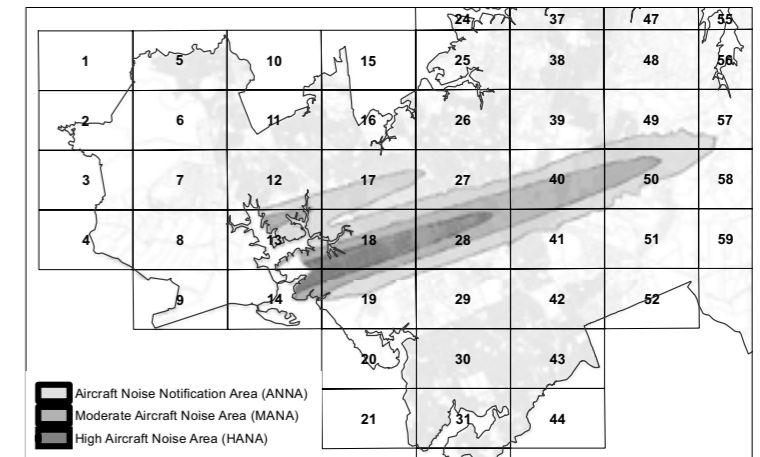 24 37 47 55
1 5 10 15 25 38 48 56
2 6 11 16 26 39 49 57
3 7 12 17 27 40 50 58
4 8 13 18 28 41 51 59
9 14 19 29 42 52
20 30 43
21 31 44
Aircraft Noise Notification Area (ANNA)
Moderate Aircraft Noise Area (MANA)
High Aircraft Noise Area (HANA)